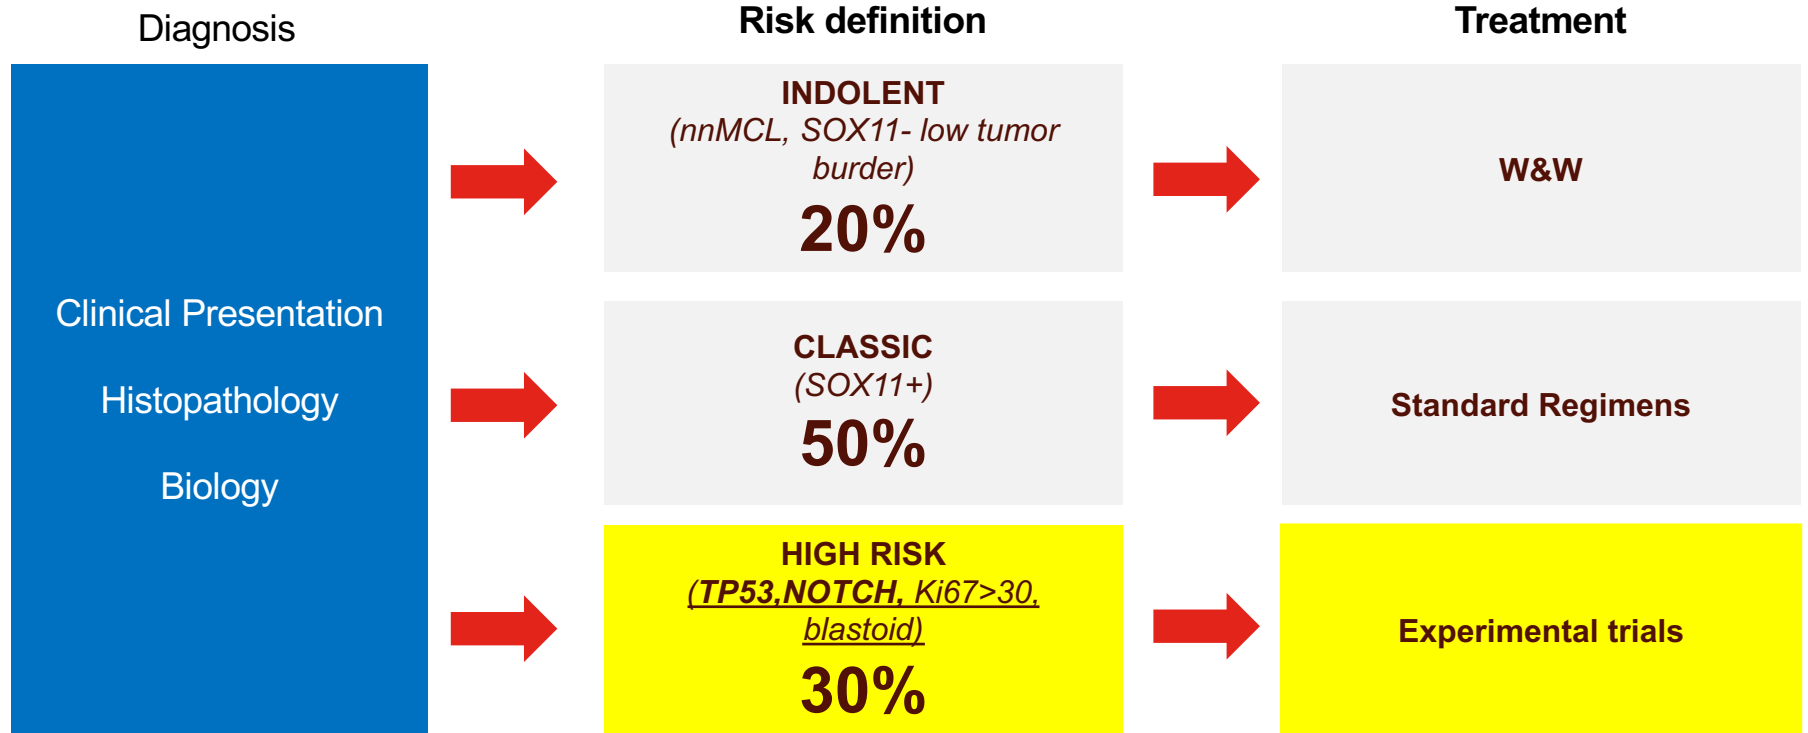 Diagnosis
Risk definition
Treatment
Clinical Presentation
Histopathology
Biology
INDOLENT
(nnMCL, SOX11- low tumor
burder)
20%
W&W
CLASSIC
(SOX11+)
50%
Standard Regimens
HIGH RISK
(TP53,NOTCH, Ki67>30,
blastoid)
30%
Experimental trials